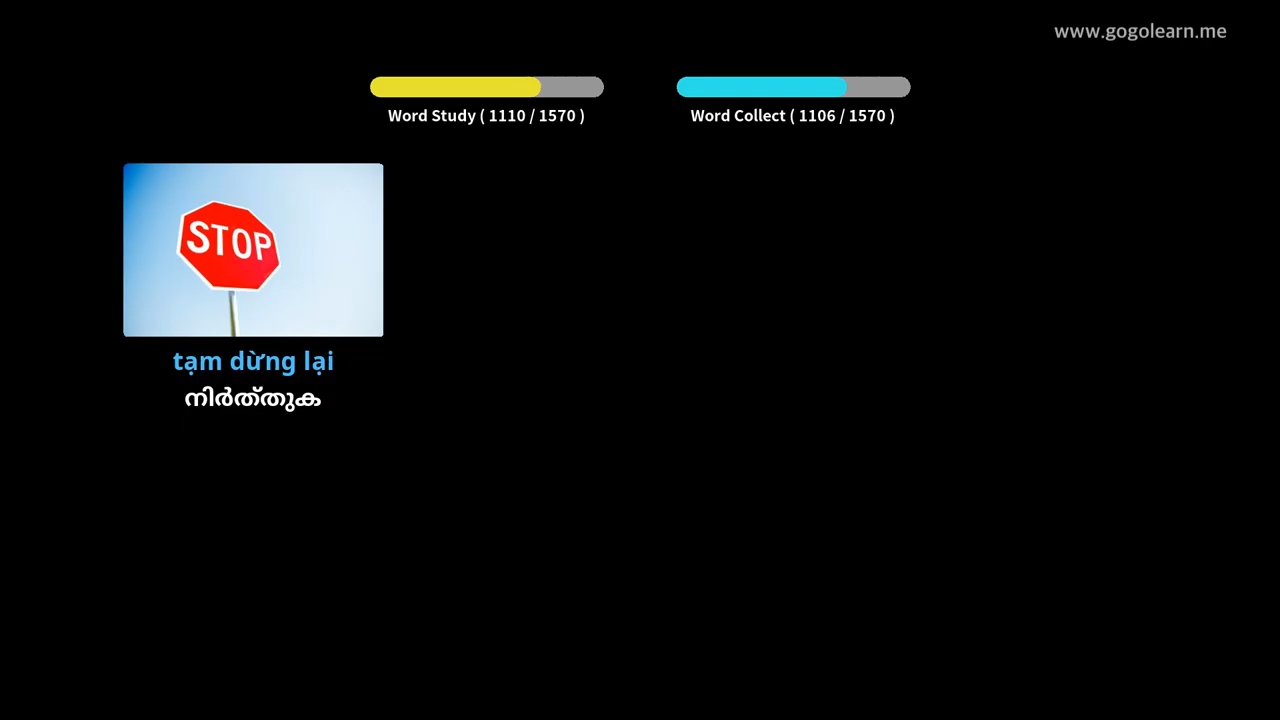 www.gogolearn.me
Word Study ( 1110 / 1570 )
Word Collect ( 1106 / 1570 )
STOP
tạm dừng lại
നിർത്തുക